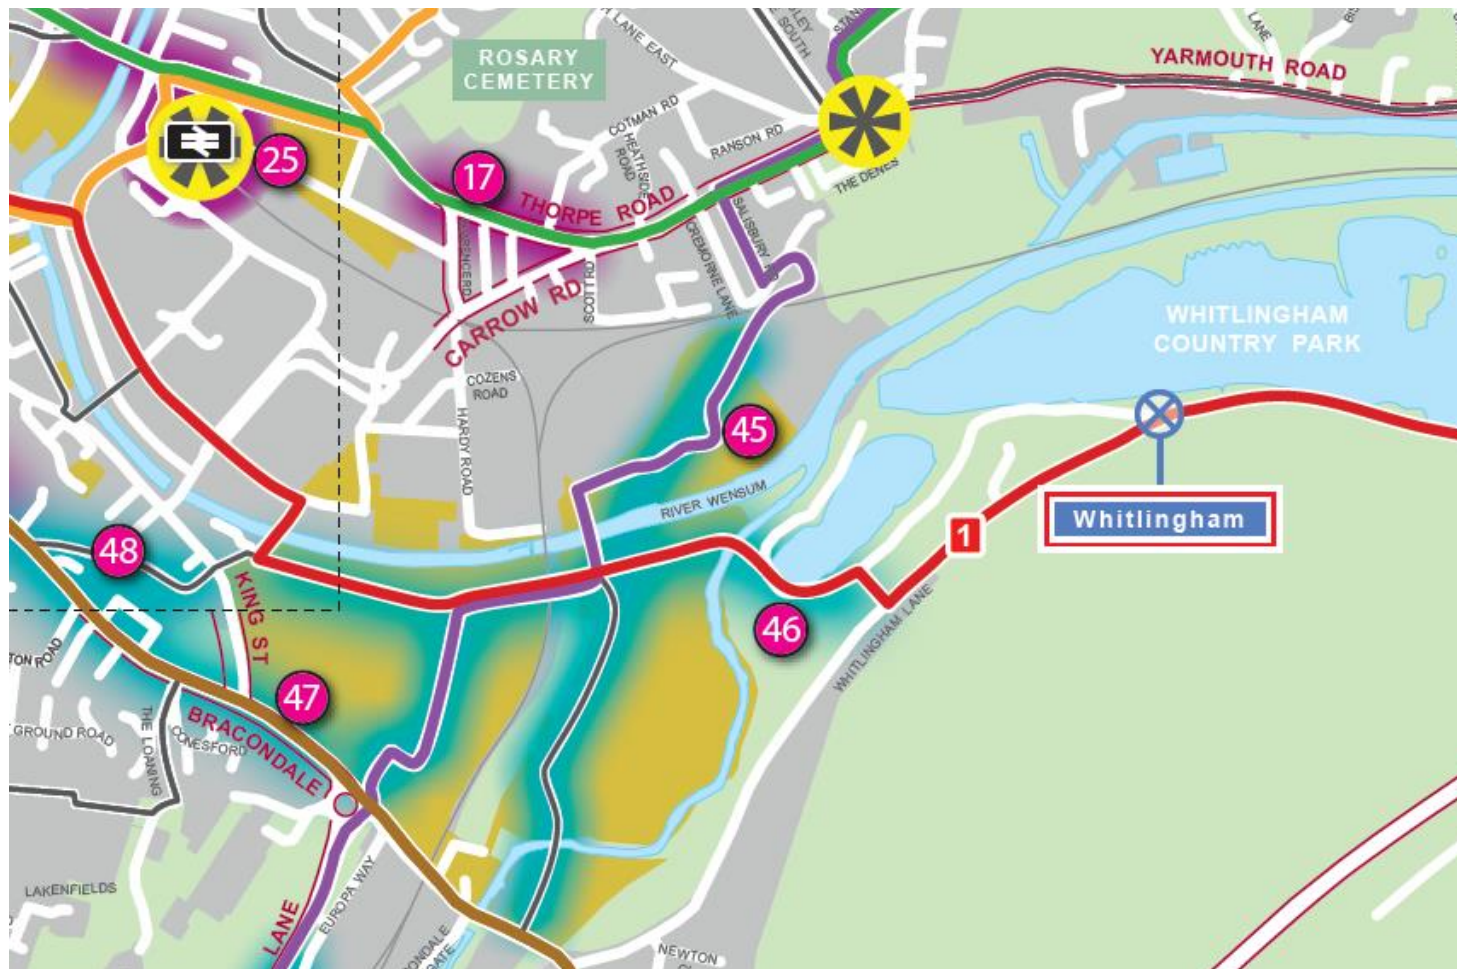 ROSARY
CEMETERY
LANE EAST
SOUTH
LANE
YARMOUTH ROAD
COTMAN RD
HEATHSIDE
ROAD
RANSON RD
THE DENES
25
17
THORPE ROAD
SALISBURY RD
CREMORNE LANE
CARROW RD
SCOTT RD
WHITLINGHAM
COUNTRY PARK
COZENS
ROAD
HARDY ROAD
45
RIVER WENSUM
Whitlingham
1
48
KING ST
46
WHITLINGHAM LANE
47
BRACONDALE
GROUND ROAD
THE LOANING
CONESFORD
LAKENFIELDS
EUROPA WAY
LANE
NEWTON